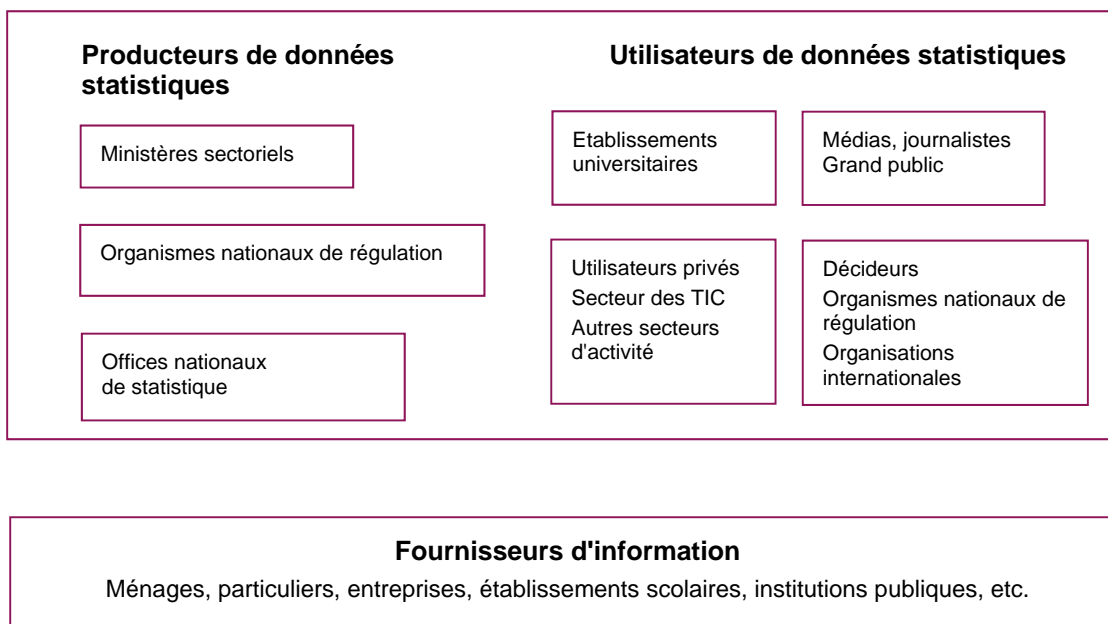 Producteurs de données
statistiques
Ministères sectoriels
Organismes nationaux de régulation
Offices nationaux
de statistique
Utilisateurs de données statistiques
Etablissements
universitaires
Médias, journalistes
Grand public
Utilisateurs privés
Secteur des TIC
Autres secteurs
d'activité
Décideurs
Organismes nationaux de
régulation
Organisations
internationales
Fournisseurs d'information
Ménages, particuliers, entreprises, établissements scolaires, institutions publiques, etc.